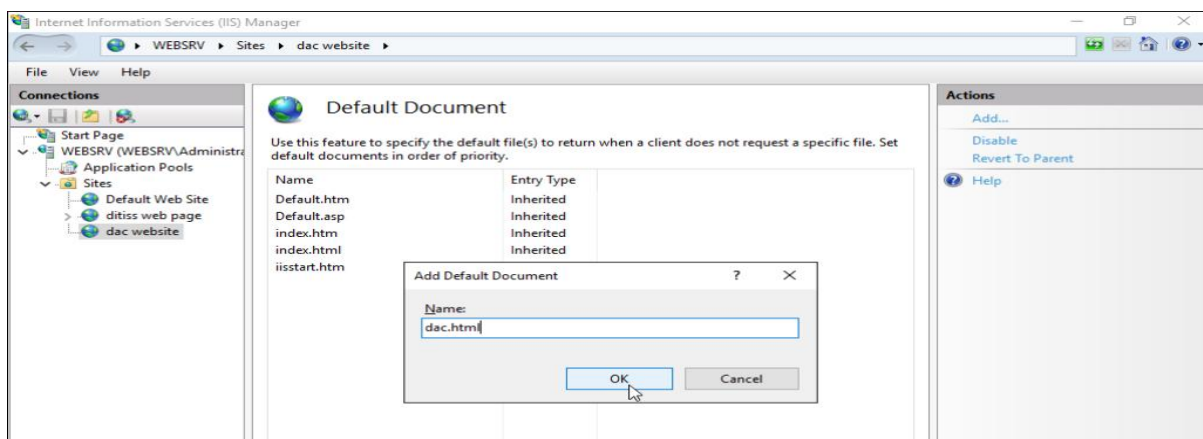 Internet Information Services (IIS) Manager
WEBSRV Sites dac website
File View Help
Connections
Start Page
WEBSRV (WEBSRV\Administra
Application Pools
Sites
Default Web Site
ditiss web page
dac website
Default Document
Use this feature to specify the default file(s) to return when a client does not request a specific file. Set
default documents in order of priority.
Name Entry Type
Default.htm Inherited
Default.asp Inherited
index.htm Inherited
index.html Inherited
iisstart.htm
Add Default Document
Name:
dac.html
OK Cancel
Actions
Add...
Disable
Revert To Parent
Help